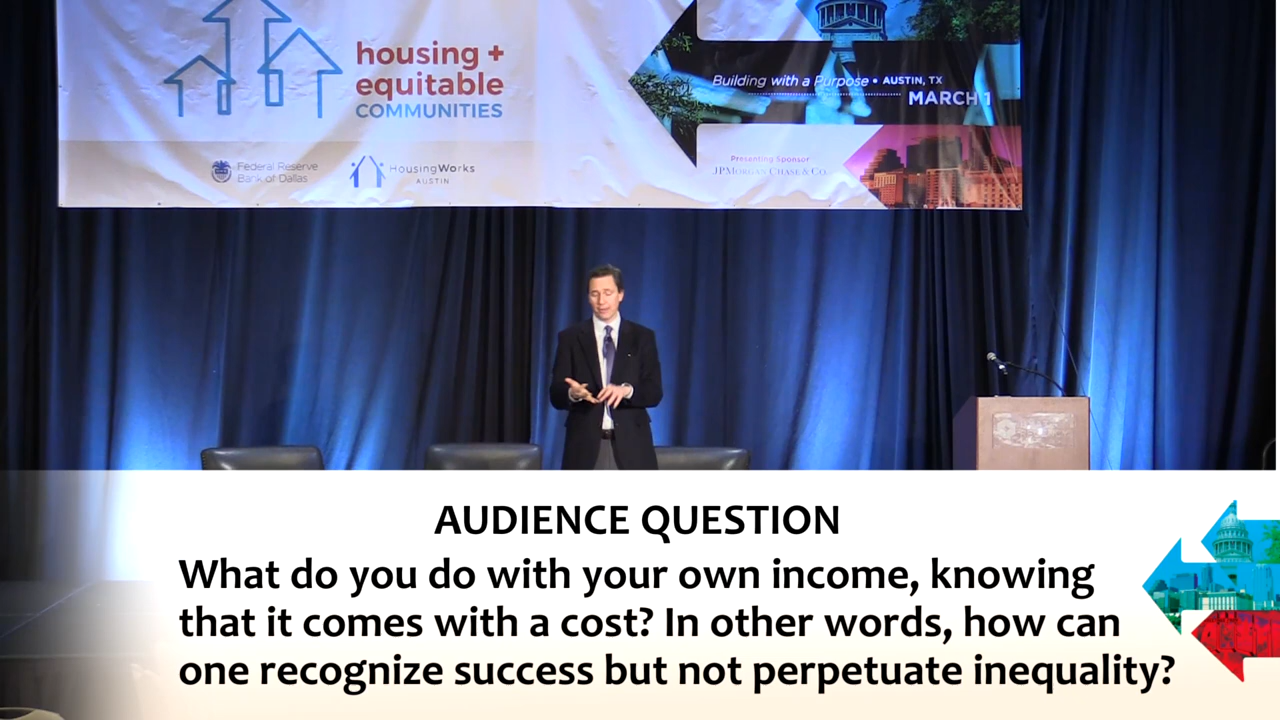 housing +
equitable
COMMUNITIES
Building with a Purpose • AUSTIN, TX
MARCH 1
Federal Reserve
Bank of Dallas
HousingWorks
AUSTIN
Presenting Sponsor
JPMORGAN CHASE & CO.
AUDIENCE QUESTION
What do you do with your own income, knowing
that it comes with a cost? In other words, how can
one recognize success but not perpetuate inequality?